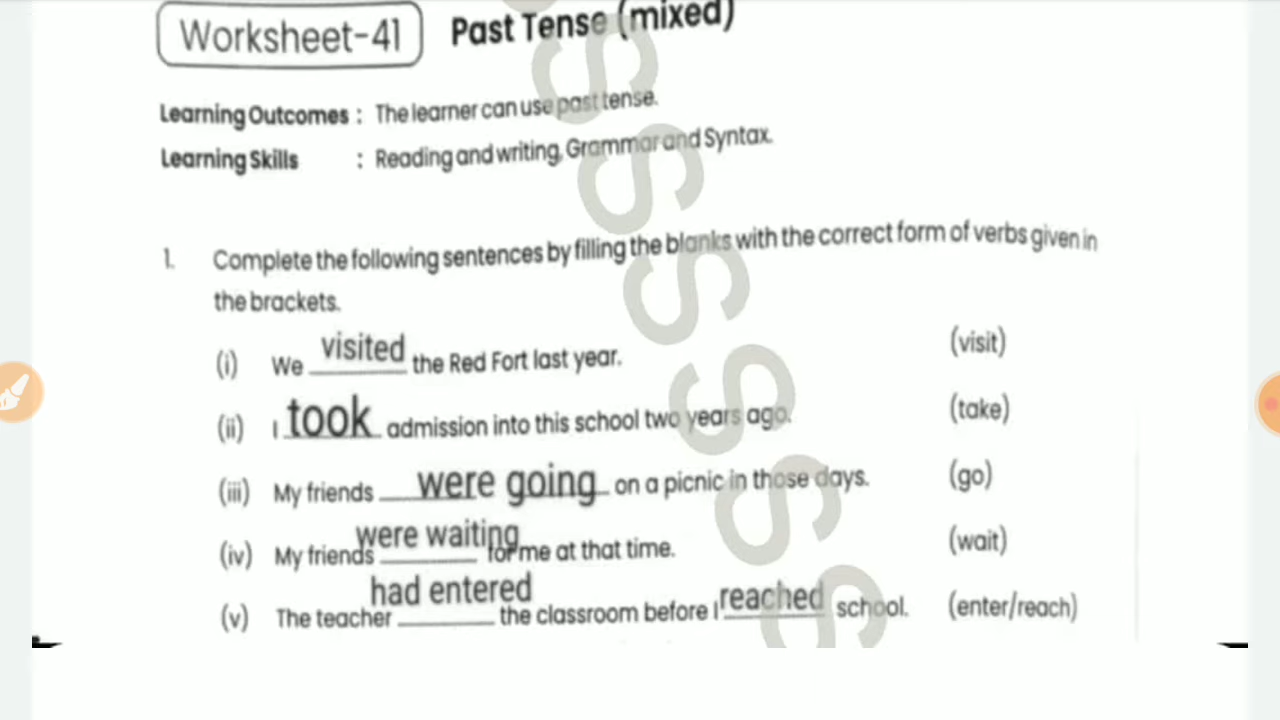 Worksheet-41 Past Tense (mixed)
Learning Outcomes : The learner can use past tense.
Learning Skills : Reading and writing, Grammar and Syntax.
1. Complete the following sentences by filling the blanks with the correct form of verbs given in
the brackets.
(i) We visited the Red Fort last year. (visit)
(ii) I took admission into this school two years ago. (take)
(iii) My friends were going on a picnic in those days. (go)
(iv) My friends were waiting for me at that time. (wait)
(v) The teacher had entered the classroom before I reached school. (enter/reach)
SSSSSS